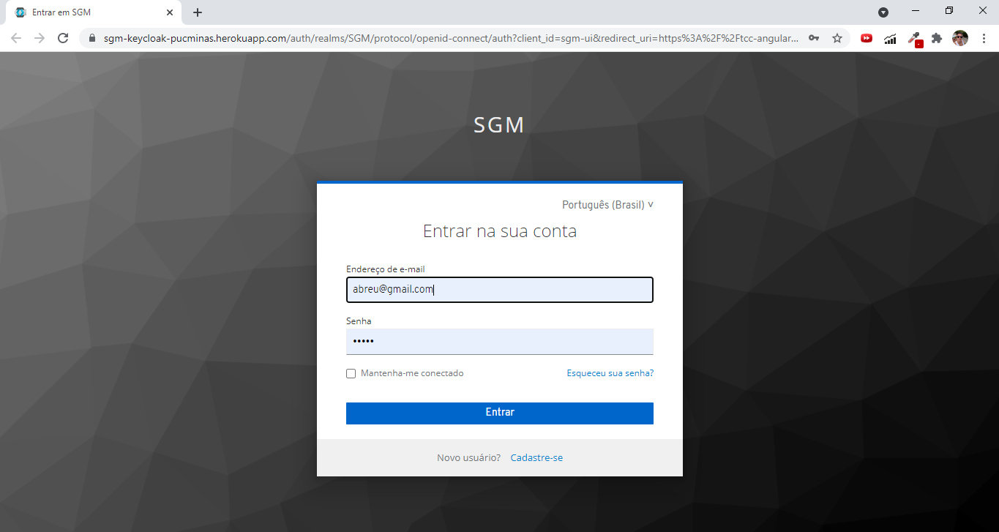 Entrar em SGM
sgm-keycloak-pucminas.herokuapp.com/auth/realms/SGM/protocol/openid-connect/auth?client_id=sgm-ui&redirect_uri=https%3A%2F%2Ftcc-angular...
SGM
Português (Brasil)
Entrar na sua conta
Endereço de e-mail
abreu@gmail.com
Senha
•••••
Mantenha-me conectado Esqueceu sua senha?
Entrar
Novo usuário? Cadastre-se